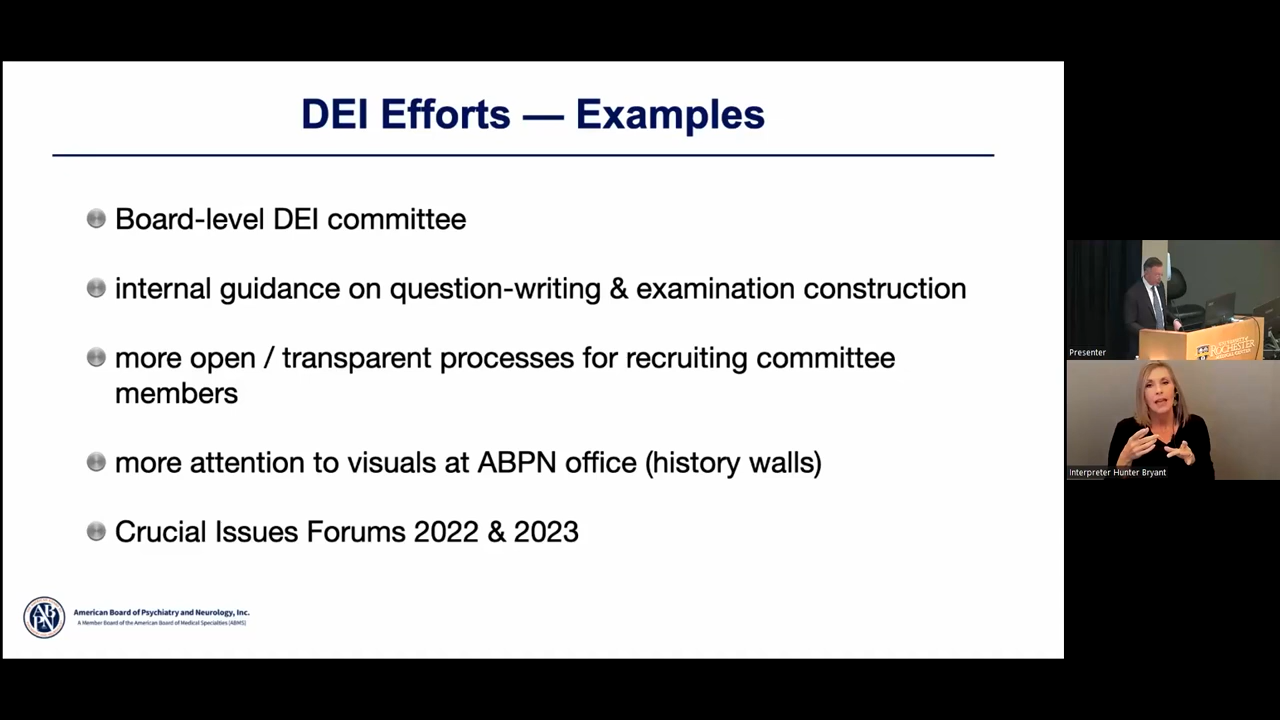 DEI Efforts — Examples
Board-level DEI committee
internal guidance on question-writing & examination construction
more open / transparent processes for recruiting committee
members
more attention to visuals at ABPN office (history walls)
Crucial Issues Forums 2022 & 2023
ABPN
American Board of Psychiatry and Neurology, Inc.
A Member Board of the American Board of Medical Specialties (ABMS)
ROCHESTER
Presenter
Interpreter Hunter Bryant